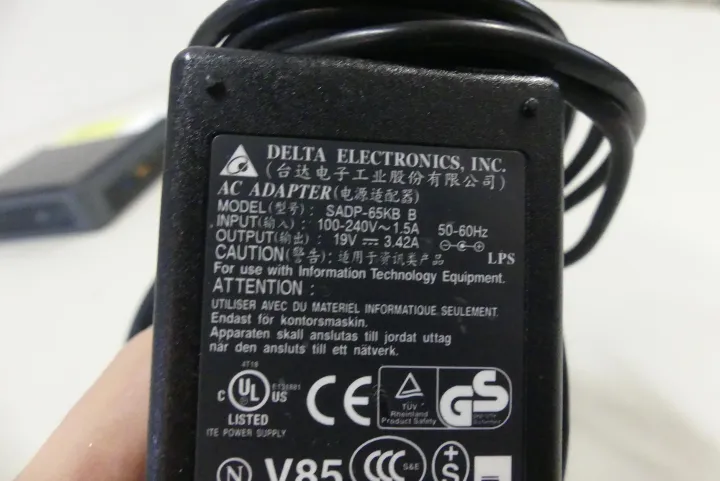 DELTA ELECTRONICS, INC.
(台达电子工业股份有限公司)
AC ADAPTER(电源适配器)
MODEL(型号): SADP-65KB B
INPUT(输入): 100-240V~1.5A 50-60Hz
OUTPUT(输出): 19V 3.42A
LPS
CAUTION(警告): 适用于资讯类产品
For use with Information Technology Equipment.
ATTENTION :
UTILISER AVEC DU MATERIEL INFORMATIQUE SEULEMENT.
Endast för kontorsmaskin.
Apparaten skall anslutas till jordat uttag
nar den ansluts till ett nätverk.
4T18
C UL US
LISTED
ITE POWER SUPPLY
CE
TÜV
Rheinland
Product Safety
GS
N
V85
CCC
S&E
+
S